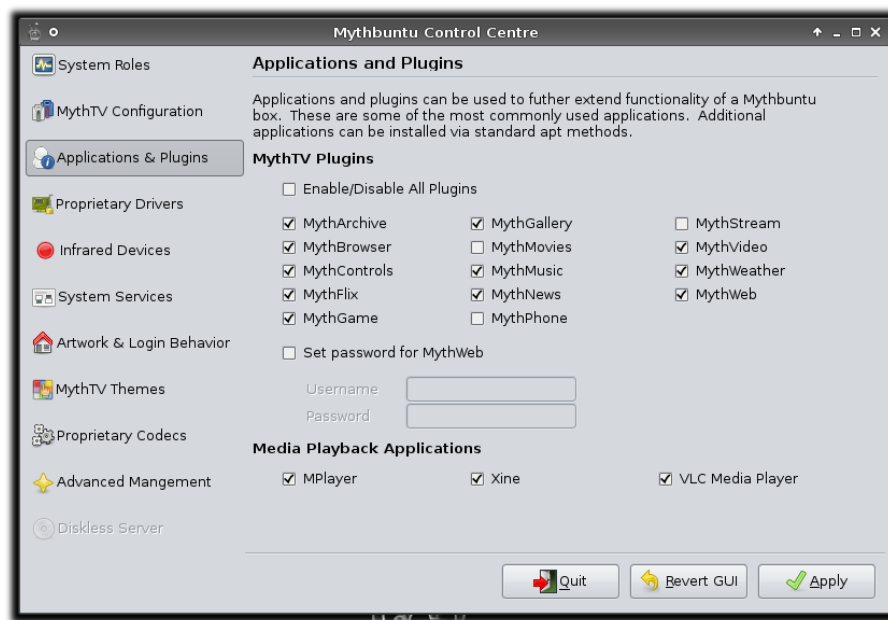 Mythbuntu Control Centre
System Roles
MythTV Configuration
Applications & Plugins
Proprietary Drivers
Infrared Devices
System Services
Artwork & Login Behavior
MythTV Themes
Proprietary Codecs
Advanced Mangement
Diskless Server
Applications and Plugins
Applications and plugins can be used to futher extend functionality of a Mythbuntu
box. These are some of the most commonly used applications. Additional
applications can be installed via standard apt methods.
MythTV Plugins
Enable/Disable All Plugins
MythArchive MythGallery MythStream
MythBrowser MythMovies MythVideo
MythControls MythMusic MythWeather
MythFlix MythNews MythWeb
MythGame MythPhone
Set password for MythWeb
Username
Password
Media Playback Applications
MPlayer Xine VLC Media Player
Quit Revert GUI Apply